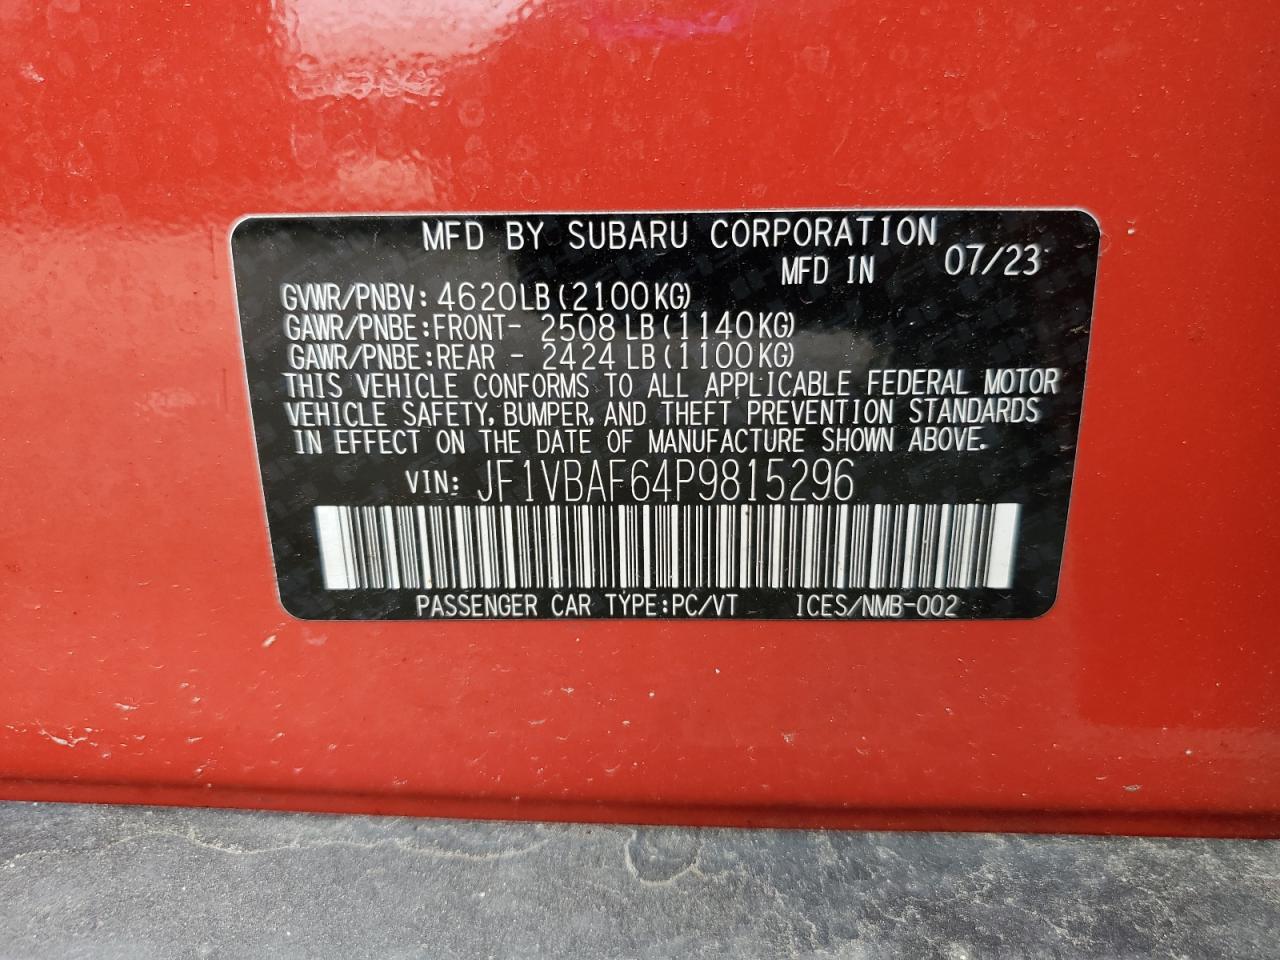 MFD BY SUBARU CORPORATION
MFD IN 07/23
GVWR/PNBV: 4620LB (2100KG)
GAWR/PNBE: FRONT- 2508 LB (1140KG)
GAWR/PNBE: REAR - 2424 LB (1100KG)
THIS VEHICLE CONFORMS TO ALL APPLICABLE FEDERAL MOTOR
VEHICLE SAFETY, BUMPER, AND THEFT PREVENTION STANDARDS
IN EFFECT ON THE DATE OF MANUFACTURE SHOWN ABOVE.
VIN: JF1VBAF64P9815296
PASSENGER CAR TYPE:PC/VT ICES/NMB-002